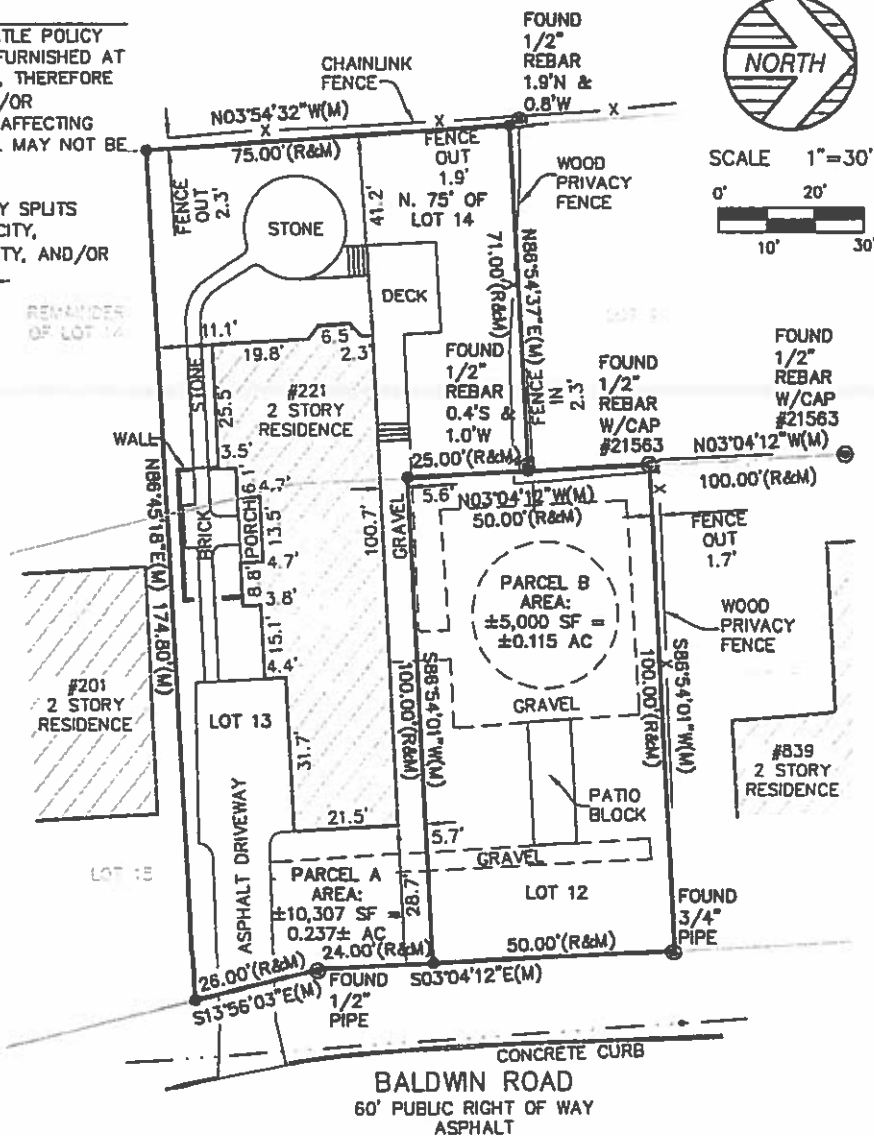 TLE POLICY
FURNISHED AT
, THEREFORE
/OR
AFFECTING
MAY NOT BE
Y SPLITS
CITY,
TY, AND/OR
CHAINLINK
FENCE
FOUND
1/2"
REBAR
1.9'N &
0.8'W
NORTH
SCALE 1"=30'
0' 20'
10' 30'
N03°54'32"W(M)
75.00'(R&M)
FENCE
OUT
2.3'
FENCE
OUT
1.9'
N. 75' OF
LOT 14
WOOD
PRIVACY
FENCE
STONE
41.2'
71.00'(R&M)
N86°54'37"E(M)
DECK
REMAINDER
OF LOT 14
11.1'
19.8'
6.5'
2.3'
FOUND
1/2"
REBAR
0.4'S &
1.0'W
FENCE
IN
2.3'
FOUND
1/2"
REBAR
W/CAP
#21563
FOUND
1/2"
REBAR
W/CAP
#21563
STONE
25.5'
#221
2 STORY
RESIDENCE
WALL
3.5'
25.00'(R&M)
N03°04'12"W(M)
100.00'(R&M)
N86°45'18"E(M) 174.80'(M)
6.1'
4.7'
BRICK
PORCH
13.5'
4.7'
8.8'
3.8'
100.7'
GRAVEL
5.6'
N03°04'12"W(M)
50.00'(R&M)
FENCE
OUT
1.7'
PARCEL B
AREA:
±5,000 SF =
±0.115 AC
WOOD
PRIVACY
FENCE
15.1'
4.4'
#201
2 STORY
RESIDENCE
LOT 13
31.7'
100.00'(R&M)
S86°54'01"W(M)
GRAVEL
100.00'(R&M)
S86°54'01"W(M)
#839
2 STORY
RESIDENCE
PATIO
BLOCK
21.5'
5.7'
GRAVEL
LOT 15
ASPHALT DRIVEWAY
PARCEL A
AREA:
±10,307 SF =
0.237± AC
28.7'
LOT 12
FOUND
3/4"
PIPE
26.00'(R&M)
24.00'(R&M)
50.00'(R&M)
S13°56'03"E(M)
FOUND
1/2"
PIPE
S03°04'12"E(M)
CONCRETE CURB
BALDWIN ROAD
60' PUBLIC RIGHT OF WAY
ASPHALT